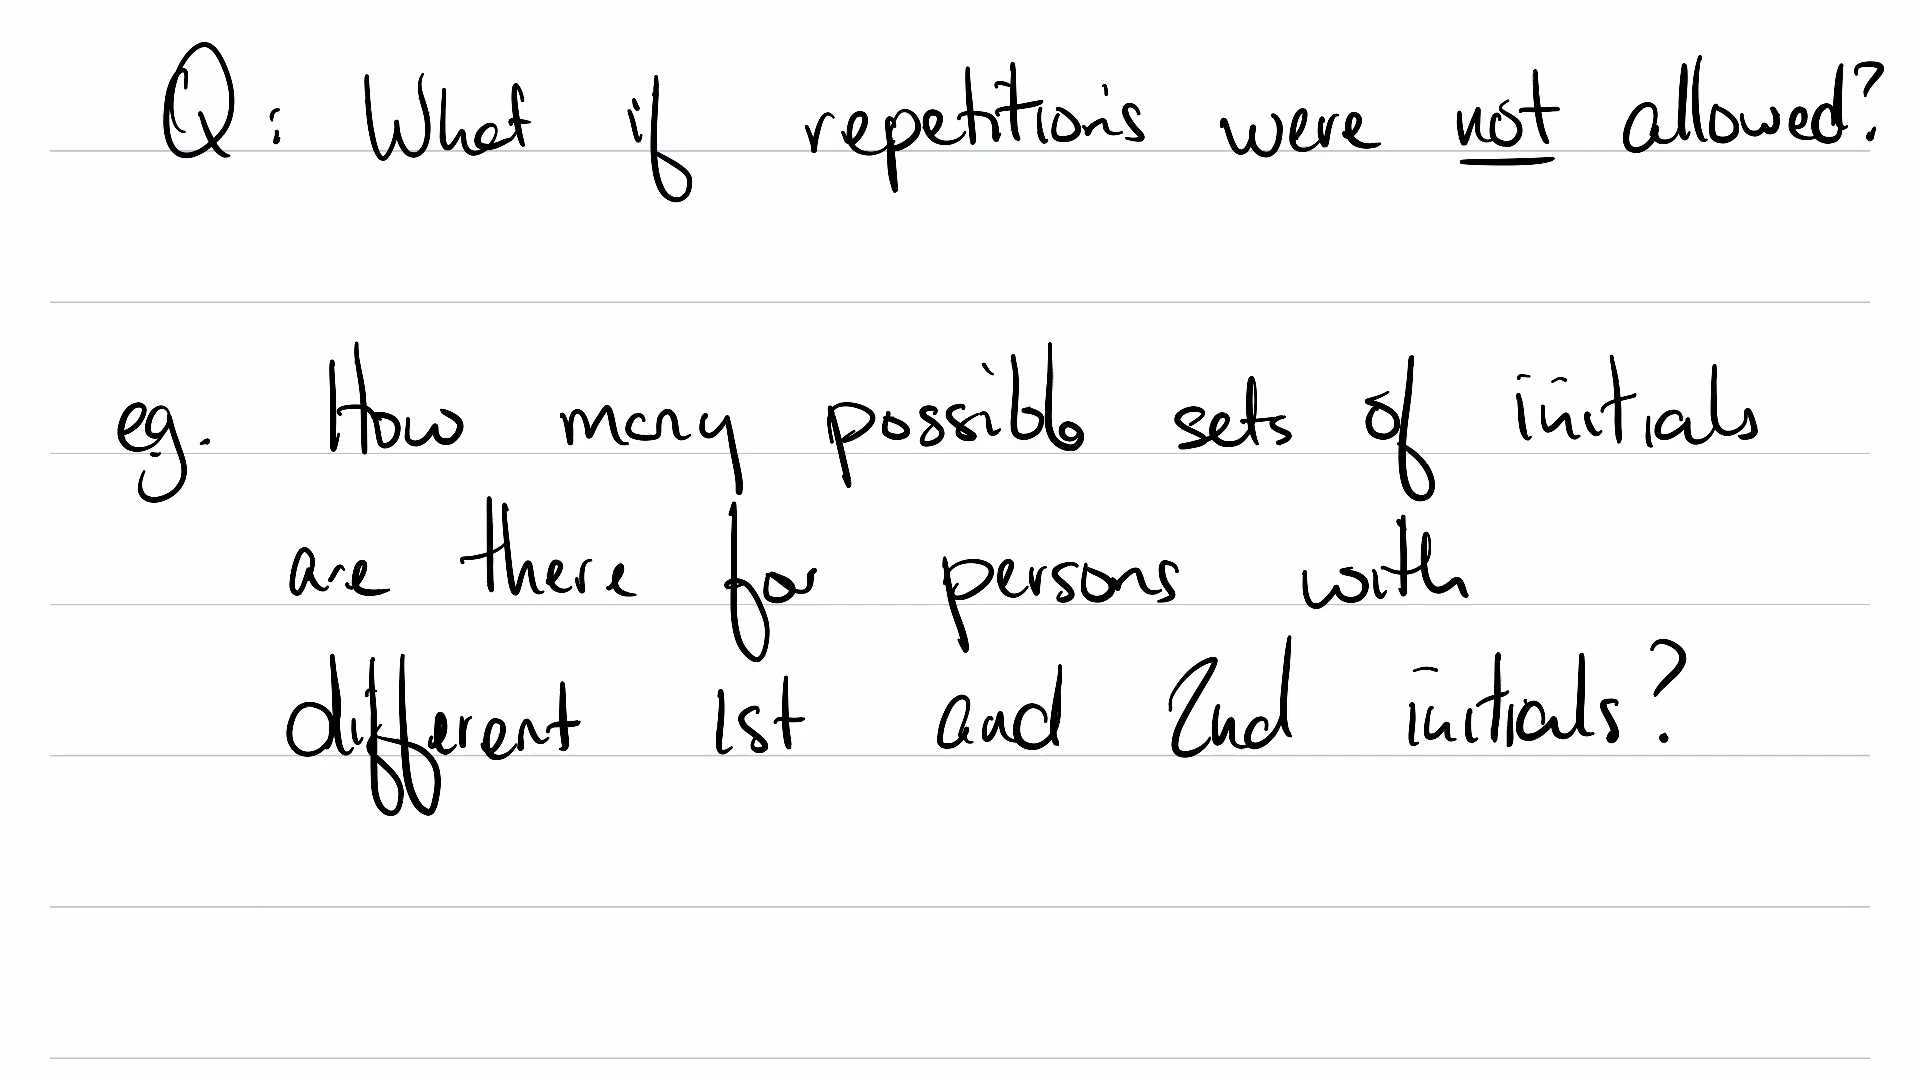 Q: What if repetitions were not allowed?
eg. How many possible sets of initials
are there for persons with
different 1st and 2nd initials?